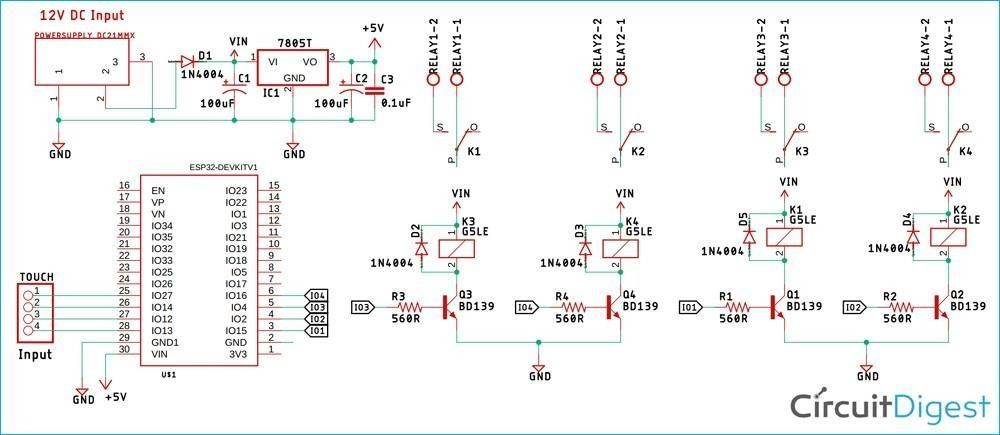 12V DC Input
POWERSUPPLY_DC21MMX
1
2
3
D1
1N4004
VIN
C1
100uF
7805T
1 VI VO 3
GND
2
IC1
C2
100uF
C3
0.1uF
+5V
GND
GND
RELAY1-2
RELAY1-1
S
O
P
K1
RELAY2-2
RELAY2-1
S
O
P
K2
RELAY3-2
RELAY3-1
S
O
P
K3
RELAY4-2
RELAY4-1
S
O
P
K4
ESP32-DEVKITV1
16 EN IO23 15
17 VP IO22 14
18 VN IO1 13
19 IO34 IO3 12
20 IO35 IO21 11
21 IO32 IO19 10
22 IO33 IO18 9
23 IO25 IO5 8
24 IO26 IO17 7
25 IO27 IO16 6 IO4
26 IO14 IO4 5 IO3
27 IO12 IO2 4 IO2
28 IO13 IO15 3 IO1
29 GND1 GND 2
30 VIN 3V3 1
U$1
TOUCH
1
2
3
4
Input
GND
+5V
VIN
D2
1N4004
K3
G5LE
1
2
IO3
R3
560R
Q3
BD139
VIN
D3
1N4004
K4
G5LE
1
2
IO4
R4
560R
Q4
BD139
GND
VIN
D5
1N4004
K1
G5LE
1
2
IO1
R1
560R
Q1
BD139
VIN
D4
1N4004
K2
G5LE
1
2
IO2
R2
560R
Q2
BD139
GND
CircuitDigest